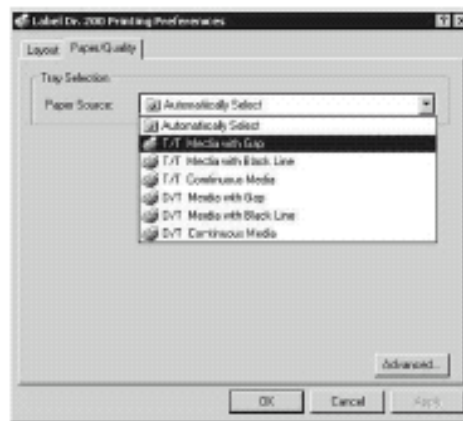 Label Dr. 200 Printing Preferences
Layout Paper/Quality
Tray Selection
Paper Source: Automatically Select
Automatically Select
T/T Media with Gap
T/T Media with Black Line
T/T Continuous Media
D/T Media with Gap
D/T Media with Black Line
D/T Continuous Media
Advanced...
OK Cancel Apply